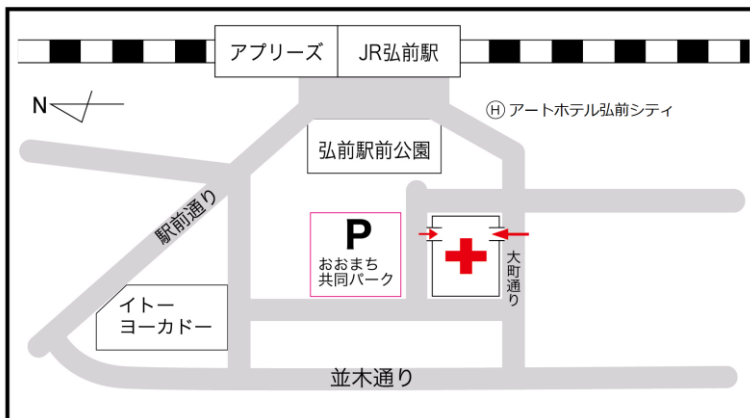 アプリーズ
JR弘前駅
N
H アートホテル弘前シティ
弘前駅前公園
駅前通り
P
おおまち
共同パーク
大町通り
イトー
ヨーカドー
並木通り